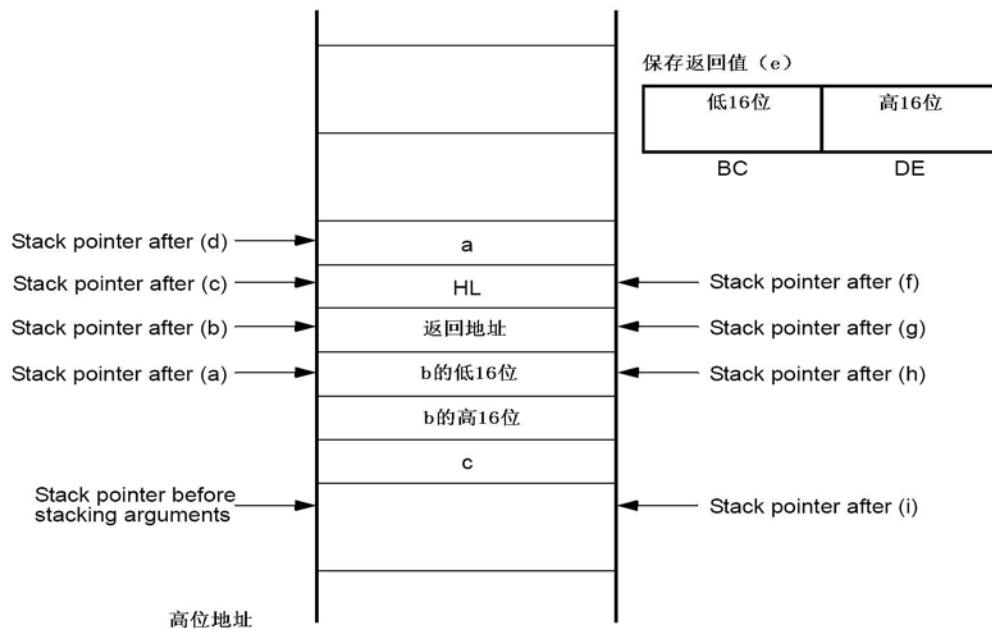 保存返回值（e）
低16位
高16位
BC
DE
Stack pointer after (d)
a
Stack pointer after (c)
HL
Stack pointer after (f)
Stack pointer after (b)
返回地址
Stack pointer after (g)
Stack pointer after (a)
b的低16位
Stack pointer after (h)
b的高16位
c
Stack pointer before
stacking arguments
Stack pointer after (i)
高位地址